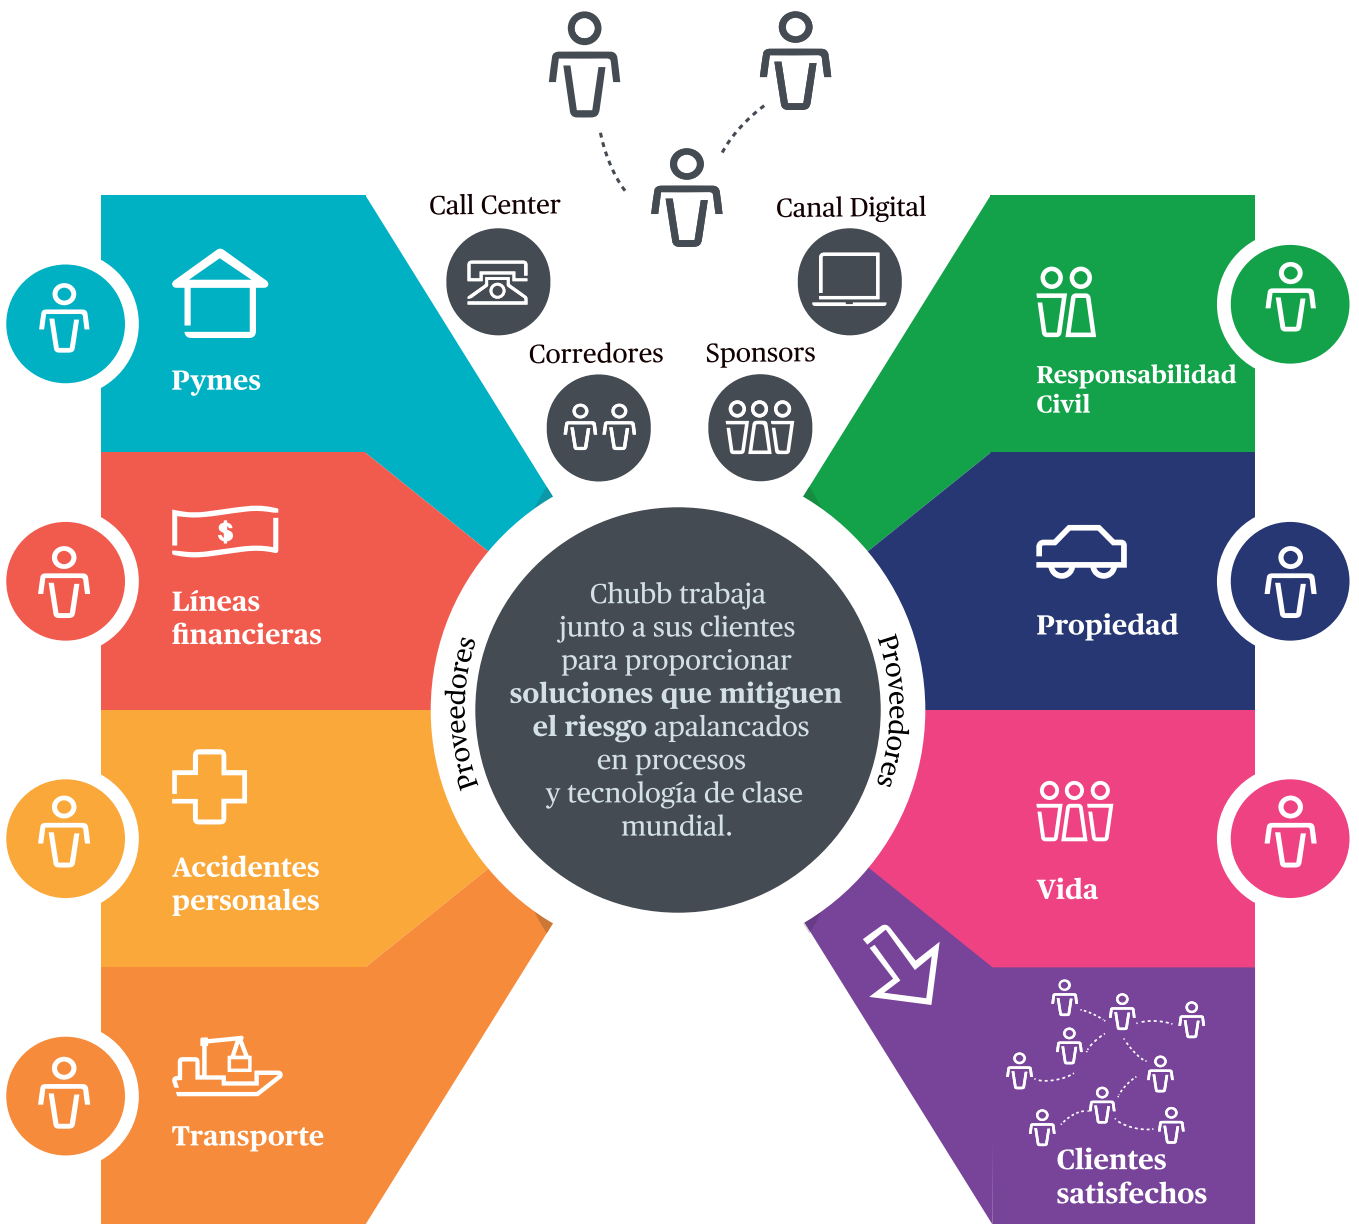 Call Center
Canal Digital
Corredores
Sponsors
Pymes
Líneas
financieras
$
Accidentes
personales
Transporte
Proveedores
Chubb trabaja
junto a sus clientes
para proporcionar
soluciones que mitiguen
el riesgo apalancados
en procesos
y tecnología de clase
mundial.
Proveedores
Responsabilidad
Civil
Propiedad
Vida
Clientes
satisfechos